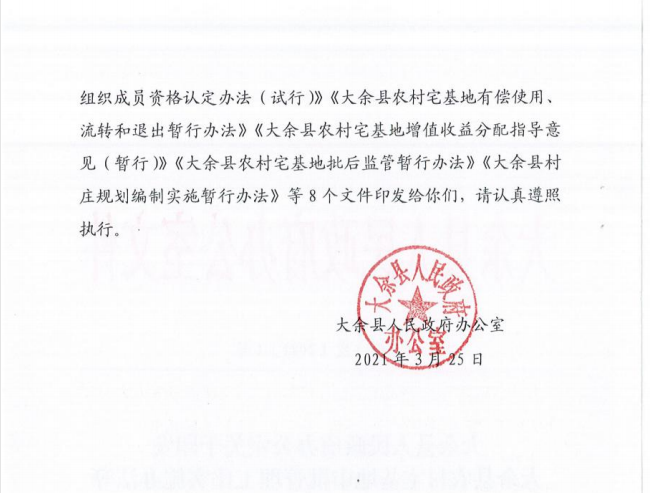 组织成员资格认定办法（试行）》《大余县农村宅基地有偿使用、
流转和退出暂行办法》《大余县农村宅基地增值收益分配指导意
见（暂行）》《大余县农村宅基地批后监管暂行办法》《大余县村
庄规划编制实施暂行办法》等 8 个文件印发给你们，请认真遵照
执行。
大余县人民政府
办公室
大余县人民政府办公室
2021 年 3 月 25 日